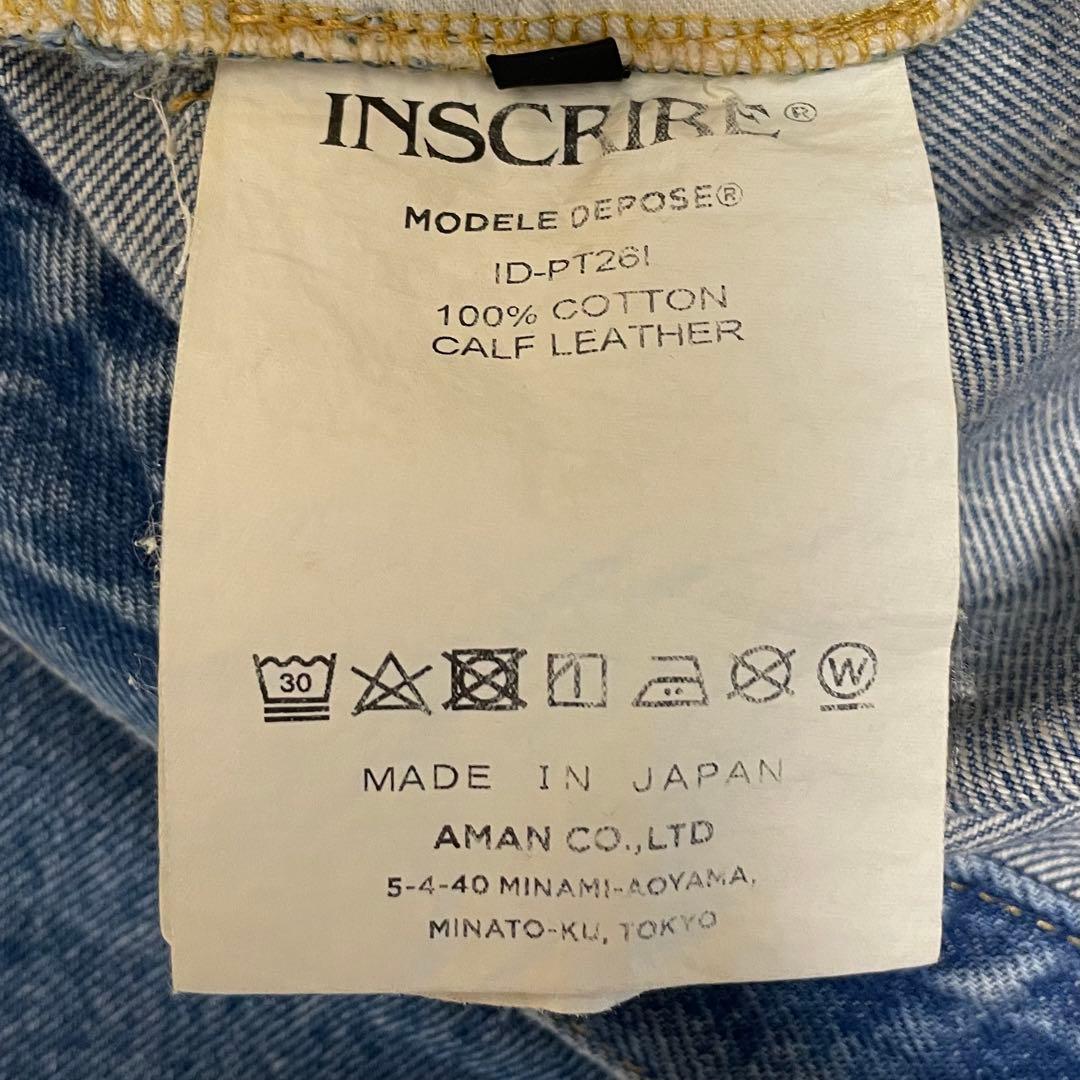 INSCRIRE®
MODELE DEPOSE®
ID-PT261
100% COTTON
CALF LEATHER
30
W
MADE IN JAPAN
AMAN CO.,LTD
5-4-40 MINAMI-AOYAMA,
MINATO-KU, TOKYO